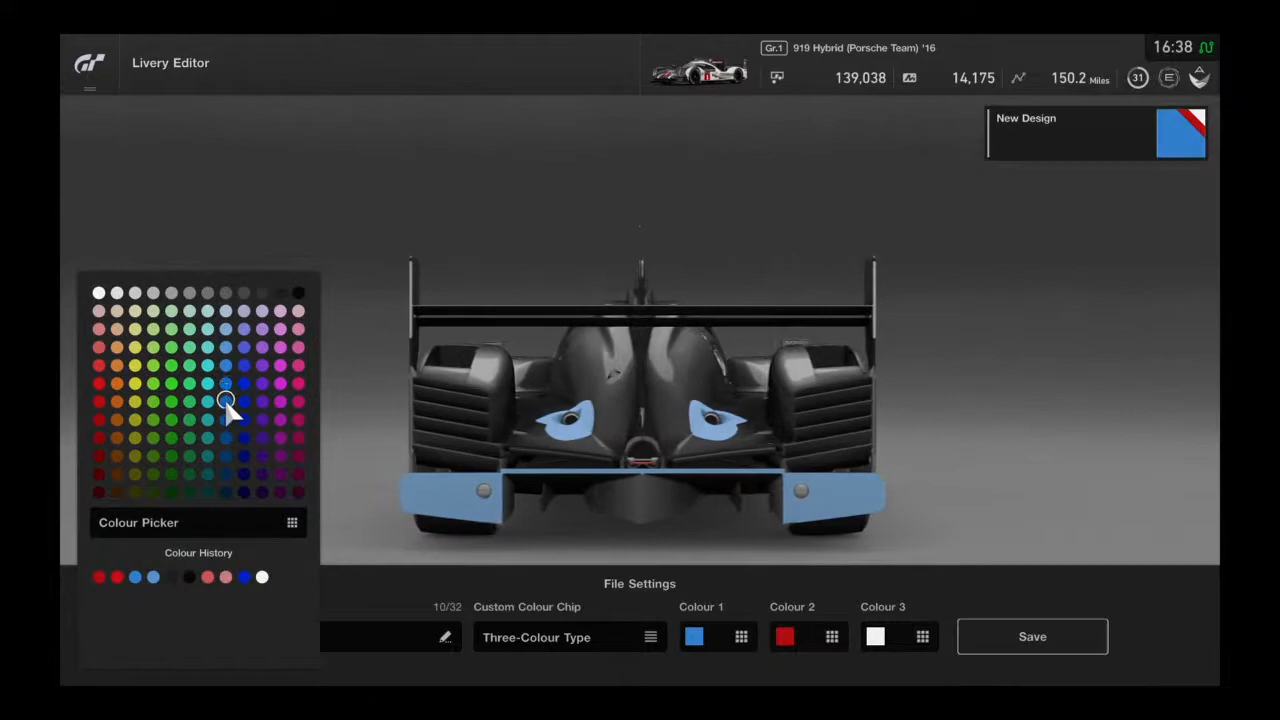 Livery Editor
Gr.1 919 Hybrid (Porsche Team) '16
139,038 14,175 150.2 Miles 31 E
16:38
New Design
Colour Picker
Colour History
File Settings
10/32
Custom Colour Chip
Three-Colour Type
Colour 1
Colour 2
Colour 3
Save